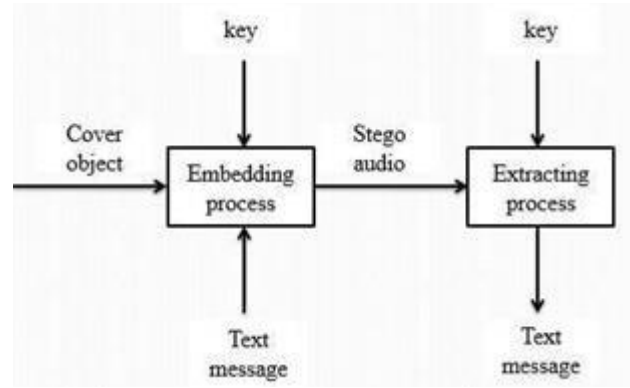 key
key
Cover
object
Embedding
process
Stego
audio
Extracting
process
Text
message
Text
message